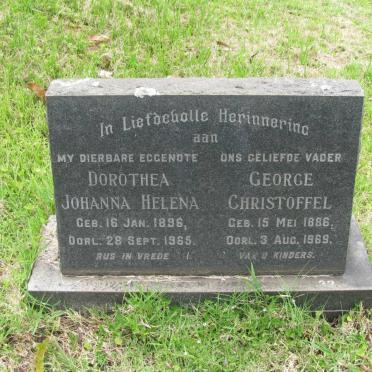 In Liefdevolle Herinnering
aan
MY DIERBARE EGGENOTE
DOROTHEA
JOHANNA HELENA
GEB. 16 JAN. 1896,
OORL. 28 SEPT. 1965.
RUS IN VREDE
ONS GELIEFDE VADER
GEORGE
CHRISTOFFEL
GEB. 15 MEI 1886,
OORL. 3 AUG. 1969.
VAN U KINDERS.